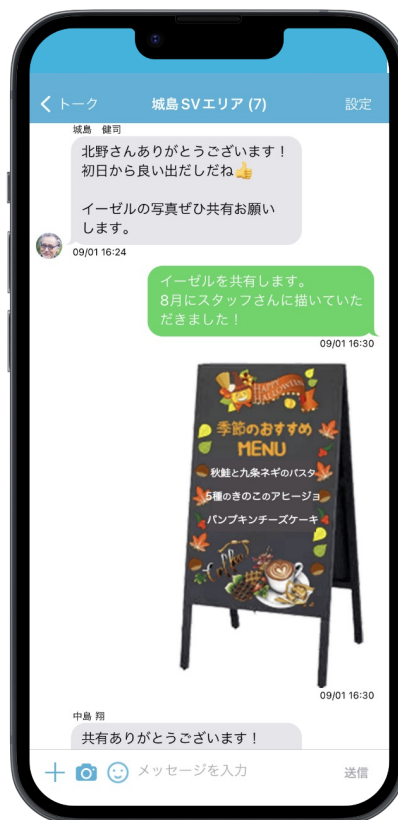 トーク
城島SVエリア (7)
設定
城島　健司
北野さんありがとうございます！
初日から良い出だしだね👍
イーゼルの写真ぜひ共有お願い
します。
09/01 16:24
イーゼルを共有します。
8月にスタッフさんに描いていた
だきました！
09/01 16:30
HAPPY
HALLOWEEN
季節のおすすめ
MENU
秋鮭と九条ネギのパスタ
5種のきのこのアヒージョ
パンプキンチーズケーキ
Coffee
09/01 16:30
中島 翔
共有ありがとうございます！
メッセージを入力
送信